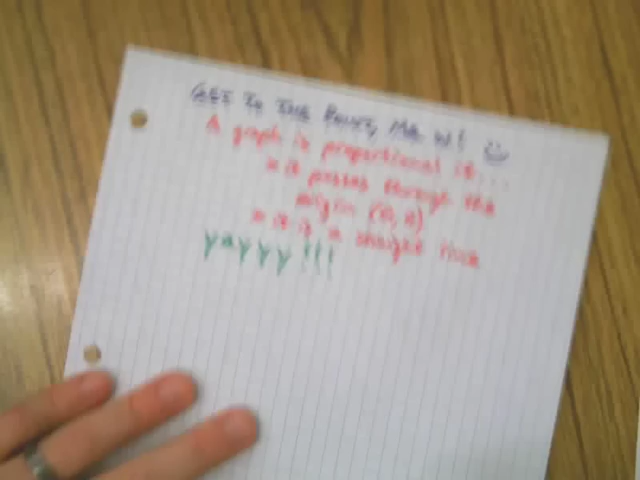 GET TO THE POINT, MR W!
A graph is proportional if...
* it passes through the
origin (0, 0)
* it is a straight line
yayyy!!!